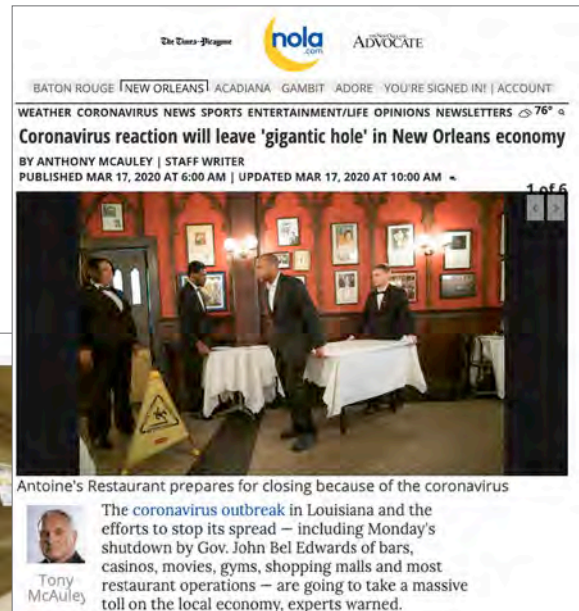 The Times-Picayune
nola
.com
ADVOCATE
BATON ROUGE NEW ORLEANS ACADIANA GAMBIT ADORE YOU'RE SIGNED IN! | ACCOUNT
WEATHER CORONAVIRUS NEWS SPORTS ENTERTAINMENT/LIFE OPINIONS NEWSLETTERS 76°
Coronavirus reaction will leave 'gigantic hole' in New Orleans economy
BY ANTHONY MCAULEY | STAFF WRITER
PUBLISHED MAR 17, 2020 AT 6:00 AM | UPDATED MAR 17, 2020 AT 10:00 AM
1 of 6
Antoine's Restaurant prepares for closing because of the coronavirus
Tony
McAuley
The coronavirus outbreak in Louisiana and the
efforts to stop its spread — including Monday's
shutdown by Gov. John Bel Edwards of bars,
casinos, movies, gyms, shopping malls and most
restaurant operations — are going to take a massive
toll on the local economy, experts warned.